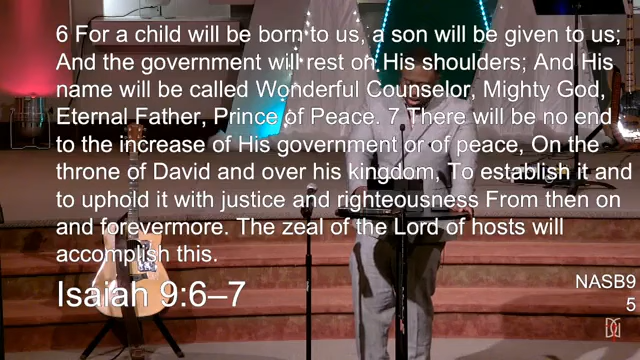 6 For a child will be born to us, a son will be given to us;
And the government will rest on His shoulders; And His
name will be called Wonderful Counselor, Mighty God,
Eternal Father, Prince of Peace. 7 There will be no end
to the increase of His government or of peace, On the
throne of David and over his kingdom, To establish it and
to uphold it with justice and righteousness From then on
and forevermore. The zeal of the Lord of hosts will
accomplish this.
Isaiah 9:6–7
NASB9
5